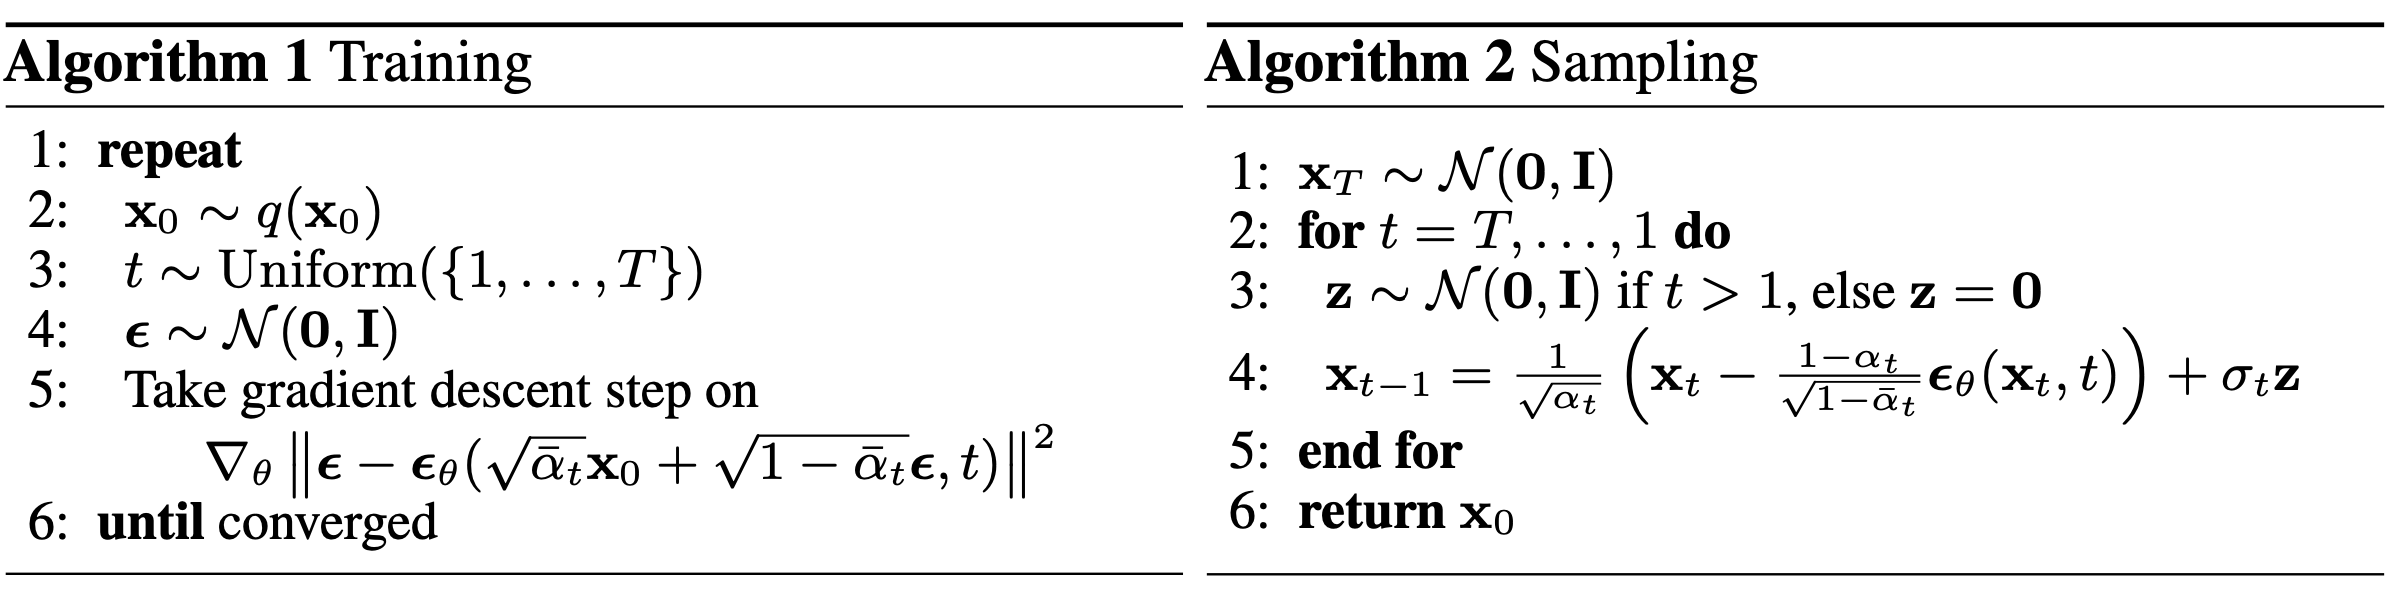 Algorithm 1 Training
1: repeat
2: x₀ ∼ q(x₀)
3: t ∼ Uniform({1, . . . , T})
4: ϵ ∼ 𝒩(0, I)
5: Take gradient descent step on
∇_θ ‖ϵ − ϵ_θ(√ᾱ_t x₀ + √(1 − ᾱ_t) ϵ, t)‖²
6: until converged
Algorithm 2 Sampling
1: x_T ∼ 𝒩(0, I)
2: for t = T, . . . , 1 do
3: z ∼ 𝒩(0, I) if t > 1, else z = 0
4: x_{t−1} = 1/√α_t (x_t − (1−α_t)/√(1−ᾱ_t) ϵ_θ(x_t, t)) + σ_t z
5: end for
6: return x₀